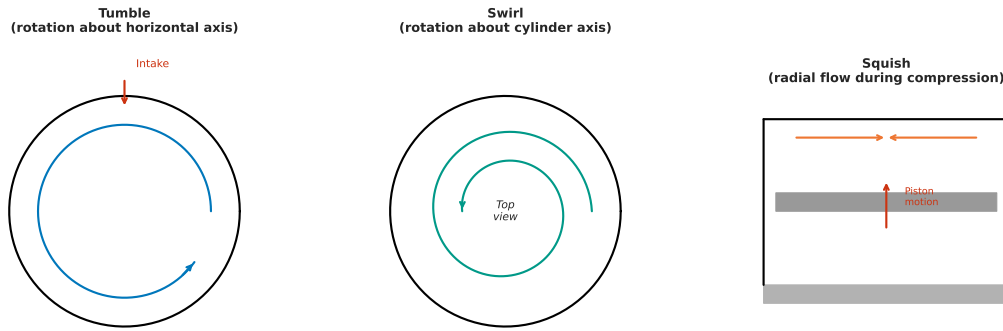 Tumble
(rotation about horizontal axis)
Intake
Swirl
(rotation about cylinder axis)
Top
view
Squish
(radial flow during compression)
Piston
motion